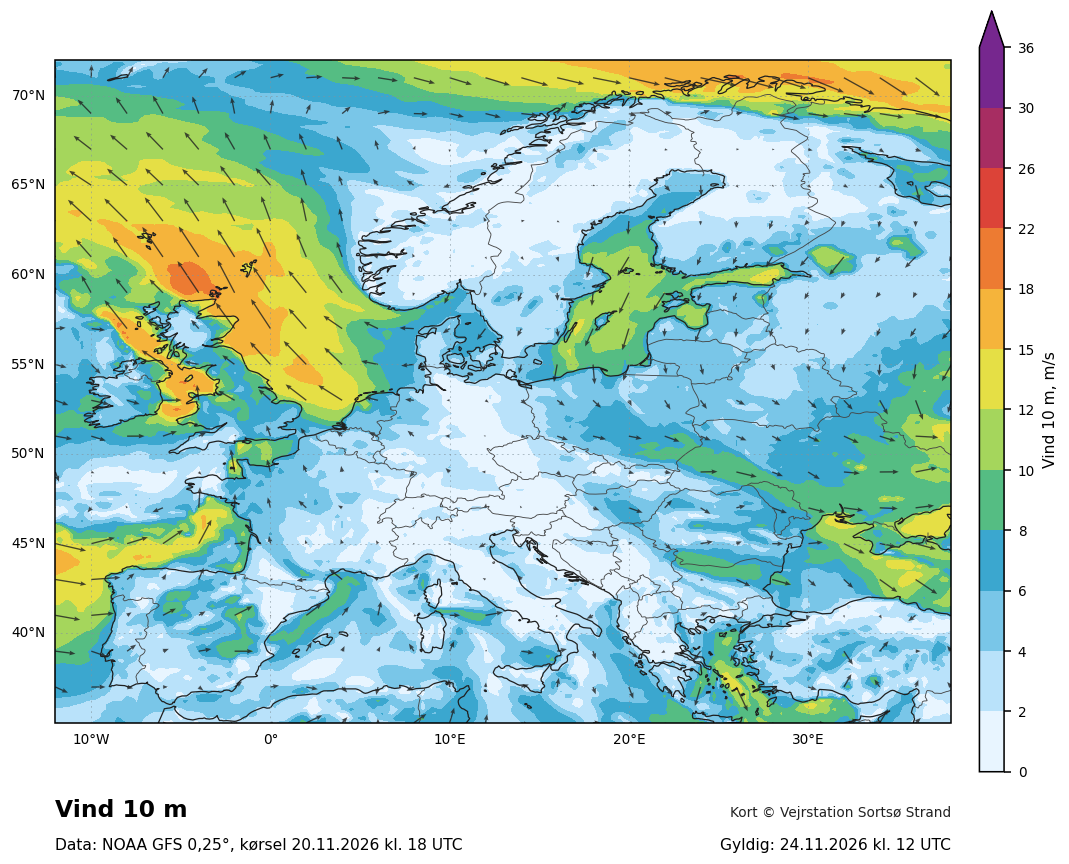 70°N
65°N
60°N
55°N
50°N
45°N
40°N
10°W 0° 10°E 20°E 30°E
36
30
26
22
18
15
12
10
8
6
4
2
0
Vind 10 m, m/s
Vind 10 m
Kort © Vejrstation Sortsø Strand
Data: NOAA GFS 0,25°, kørsel 20.11.2026 kl. 18 UTC
Gyldig: 24.11.2026 kl. 12 UTC